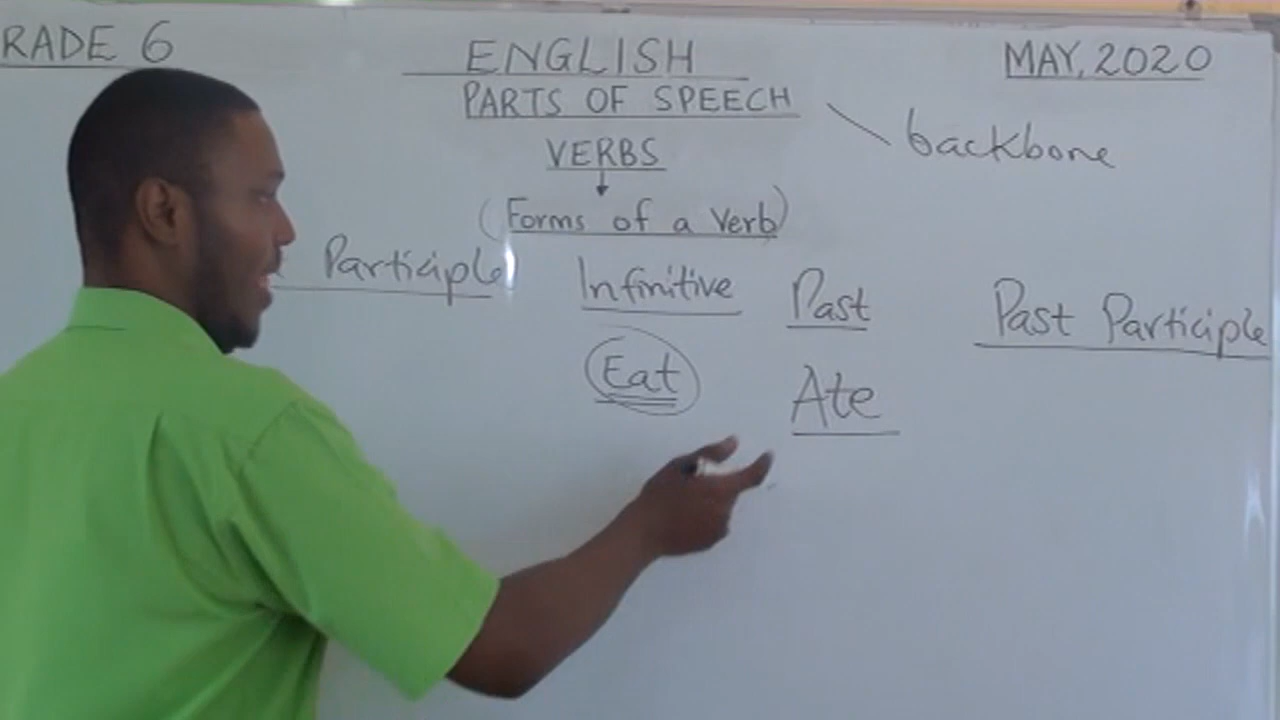 RADE 6
ENGLISH
MAY, 2020
PARTS OF SPEECH
backbone
VERBS
(Forms of a verb)
Participle
Infinitive
Past
Past Participle
Eat
Ate